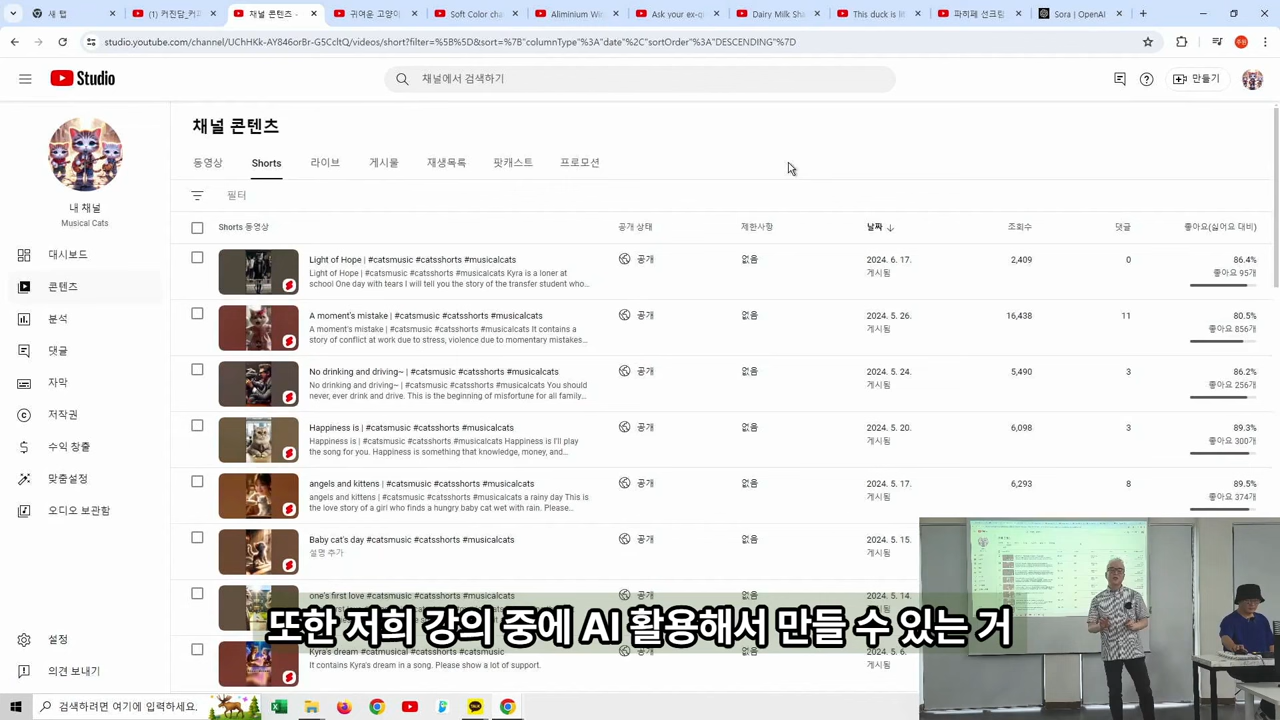 새 탭
(1) 커진담_커피
채널 콘텐츠 -
귀여운 고양이
Soft Color cha
Aliminium Wi
Ask your ex-q
Dairy Milk Sha
This duck is lit
파히페 선크림
Sora | OpenAI
studio.youtube.com/channel/UChHKk-AY846orBr-G5CcltQ/videos/short?filter=%5B%5D&sort=%7B"columnType"%3A"date"%2C"sortOrder"%3A"DESCENDING"%7D
Studio
채널에서 검색하기
만들기
내 채널
Musical Cats
대시보드
콘텐츠
분석
댓글
자막
저작권
수익 창출
맞춤설정
오디오 보관함
설정
의견 보내기
채널 콘텐츠
동영상 Shorts 라이브 게시물 재생목록 팟캐스트 프로모션
필터
Shorts 동영상 공개 상태 제한사항 날짜 조회수 댓글 좋아요(싫어요 대비)
Light of Hope | #catsmusic #catsshorts #musicalcats 공개 없음 2024. 6. 17. 2,409 0 86.4%
Light of Hope | #catsmusic #catsshorts #musicalcats Kyra is a loner at 게시됨 좋아요 95개
school One day with tears I will tell you the story of the transfer student who...
A moment's mistake | #catsmusic #catsshorts #musicalcats 공개 없음 2024. 5. 26. 16,438 11 80.5%
A moment's mistake | #catsmusic #catsshorts #musicalcats It contains a 게시됨 좋아요 856개
story of conflict at work due to stress, violence due to momentary mistakes...
No drinking and driving~ | #catsmusic #catsshorts #musicalcats 공개 없음 2024. 5. 24. 5,490 3 86.2%
No drinking and driving~ | #catsmusic #catsshorts #musicalcats You should 게시됨 좋아요 256개
never, ever drink and drive. This is the beginning of misfortune for all family...
Happiness is | #catsmusic #catsshorts #musicalcats 공개 없음 2024. 5. 20. 6,098 3 89.3%
Happiness is | #catsmusic #catsshorts #musicalcats Happiness is I'll play 게시됨 좋아요 300개
the song for you. Happiness is something that knowledge, money, and...
angels and kittens | #catsmusic #catsshorts #musicalcats 공개 없음 2024. 5. 17. 6,293 8 89.5%
angels and kittens | #catsmusic #catsshorts #musicalcats a rainy day This is 게시됨 좋아요 374개
the love story of a girl who finds a hungry baby cat wet with rain. Please...
Baby cat's day #catsmusic #catsshorts #musicalcats 공개 없음 2024. 5. 15.
설명 추가 게시됨
first love #catsmusic #catsshorts #musicalcats 공개 없음 2024. 5. 14.
또한 저희 강의 중에 AI 활용해서 만들 수 있는 거
Kyra's dream #catsmusic #catsshorts #musicalcats 없음 2024. 5. 6.
It contains Kyra's dream in a song. Please show a lot of support. 게시됨
검색하려면 여기에 입력하세요.